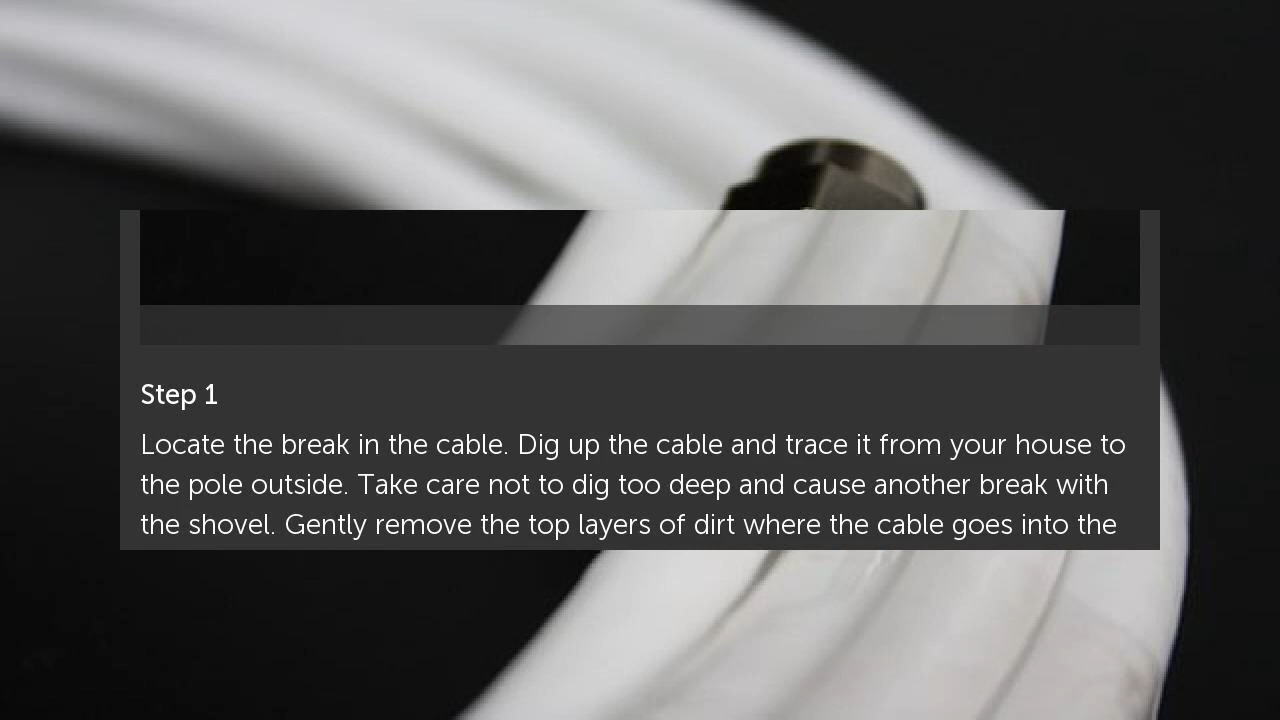 Step 1
Locate the break in the cable. Dig up the cable and trace it from your house to
the pole outside. Take care not to dig too deep and cause another break with
the shovel. Gently remove the top layers of dirt where the cable goes into the